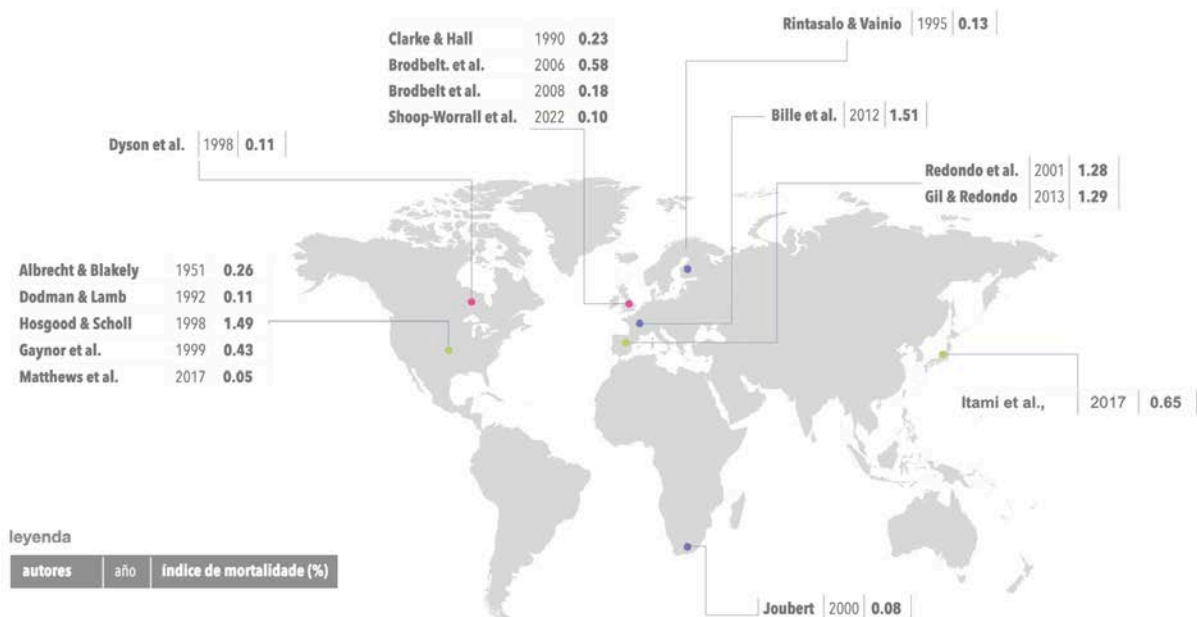 Rintasalo & Vainio 1995 0.13
Clarke & Hall 1990 0.23
Brodbelt. et al. 2006 0.58
Brodbelt et al. 2008 0.18
Shoop-Worrall et al. 2022 0.10
Bille et al. 2012 1.51
Dyson et al. 1998 0.11
Redondo et al. 2001 1.28
Gil & Redondo 2013 1.29
Albrecht & Blakely 1951 0.26
Dodman & Lamb 1992 0.11
Hosgood & Scholl 1998 1.49
Gaynor et al. 1999 0.43
Matthews et al. 2017 0.05
Itami et al., 2017 0.65
leyenda
autores año índice de mortalidade (%)
Joubert 2000 0.08